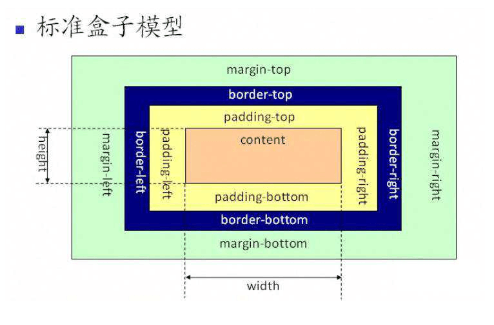 标准盒子模型
margin-top
border-top
padding-top
content
height
margin-left
border-left
padding-left
padding-right
border-right
margin-right
padding-bottom
border-bottom
margin-bottom
width